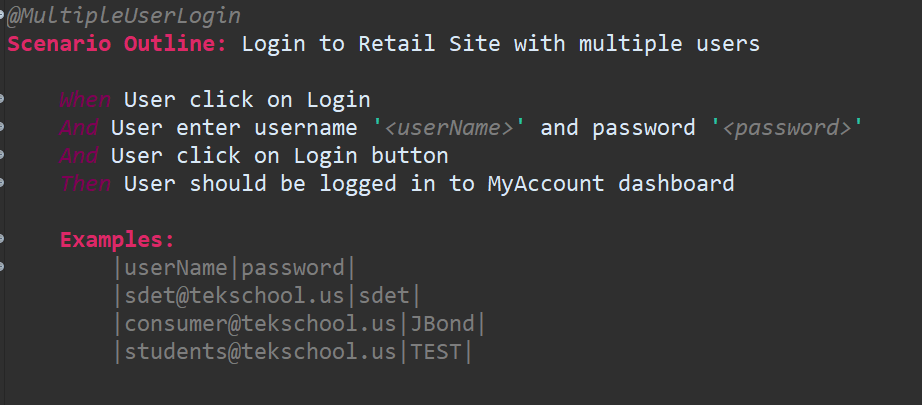 @MultipleUserLogin
Scenario Outline: Login to Retail Site with multiple users
When User click on Login
And User enter username '<userName>' and password '<password>'
And User click on Login button
Then User should be logged in to MyAccount dashboard
Examples:
|userName|password|
|sdet@tekschool.us|sdet|
|consumer@tekschool.us|JBond|
|students@tekschool.us|TEST|